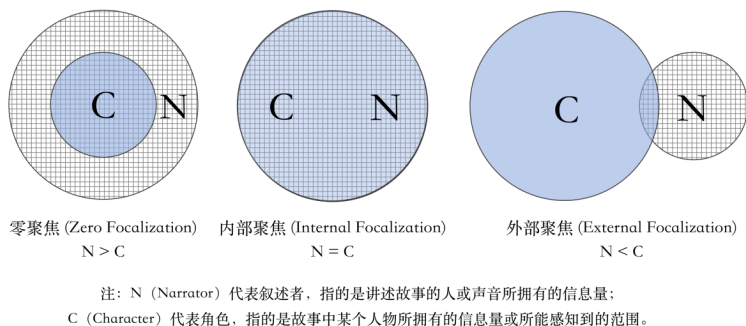 C N
C N
C N
零聚焦 (Zero Focalization)
N > C
内部聚焦 (Internal Focalization)
N = C
外部聚焦 (External Focalization)
N < C
注：N（Narrator）代表叙述者，指的是讲述故事的人或声音所拥有的信息量；
C（Character）代表角色，指的是故事中某个人物所拥有的信息量或所能感知到的范围。